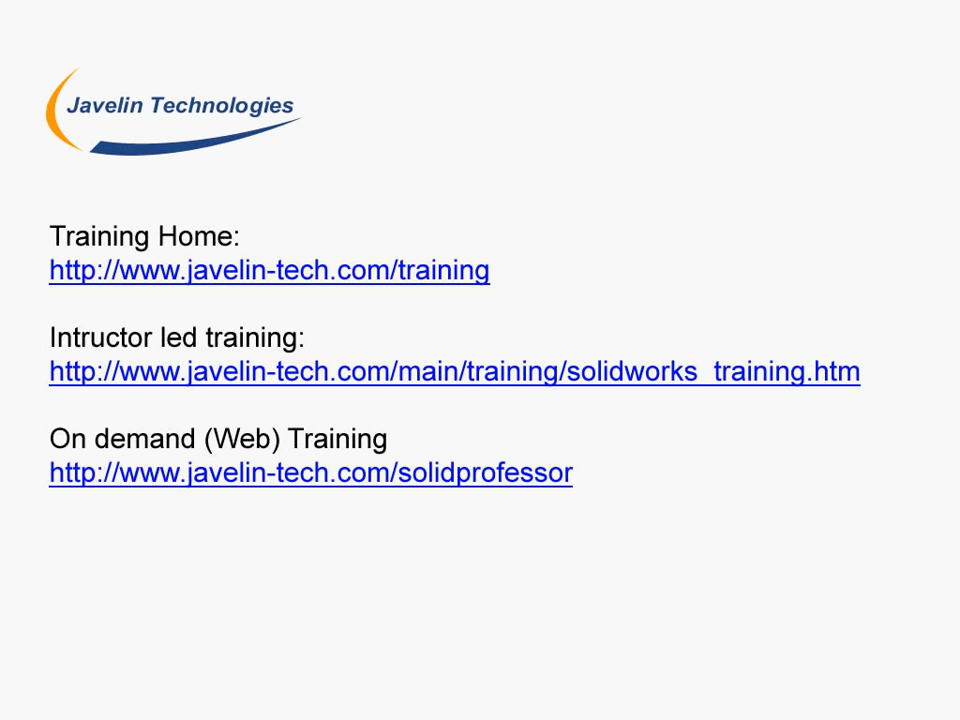 Javelin Technologies
Training Home:
http://www.javelin-tech.com/training
Intructor led training:
http://www.javelin-tech.com/main/training/solidworks_training.htm
On demand (Web) Training
http://www.javelin-tech.com/solidprofessor